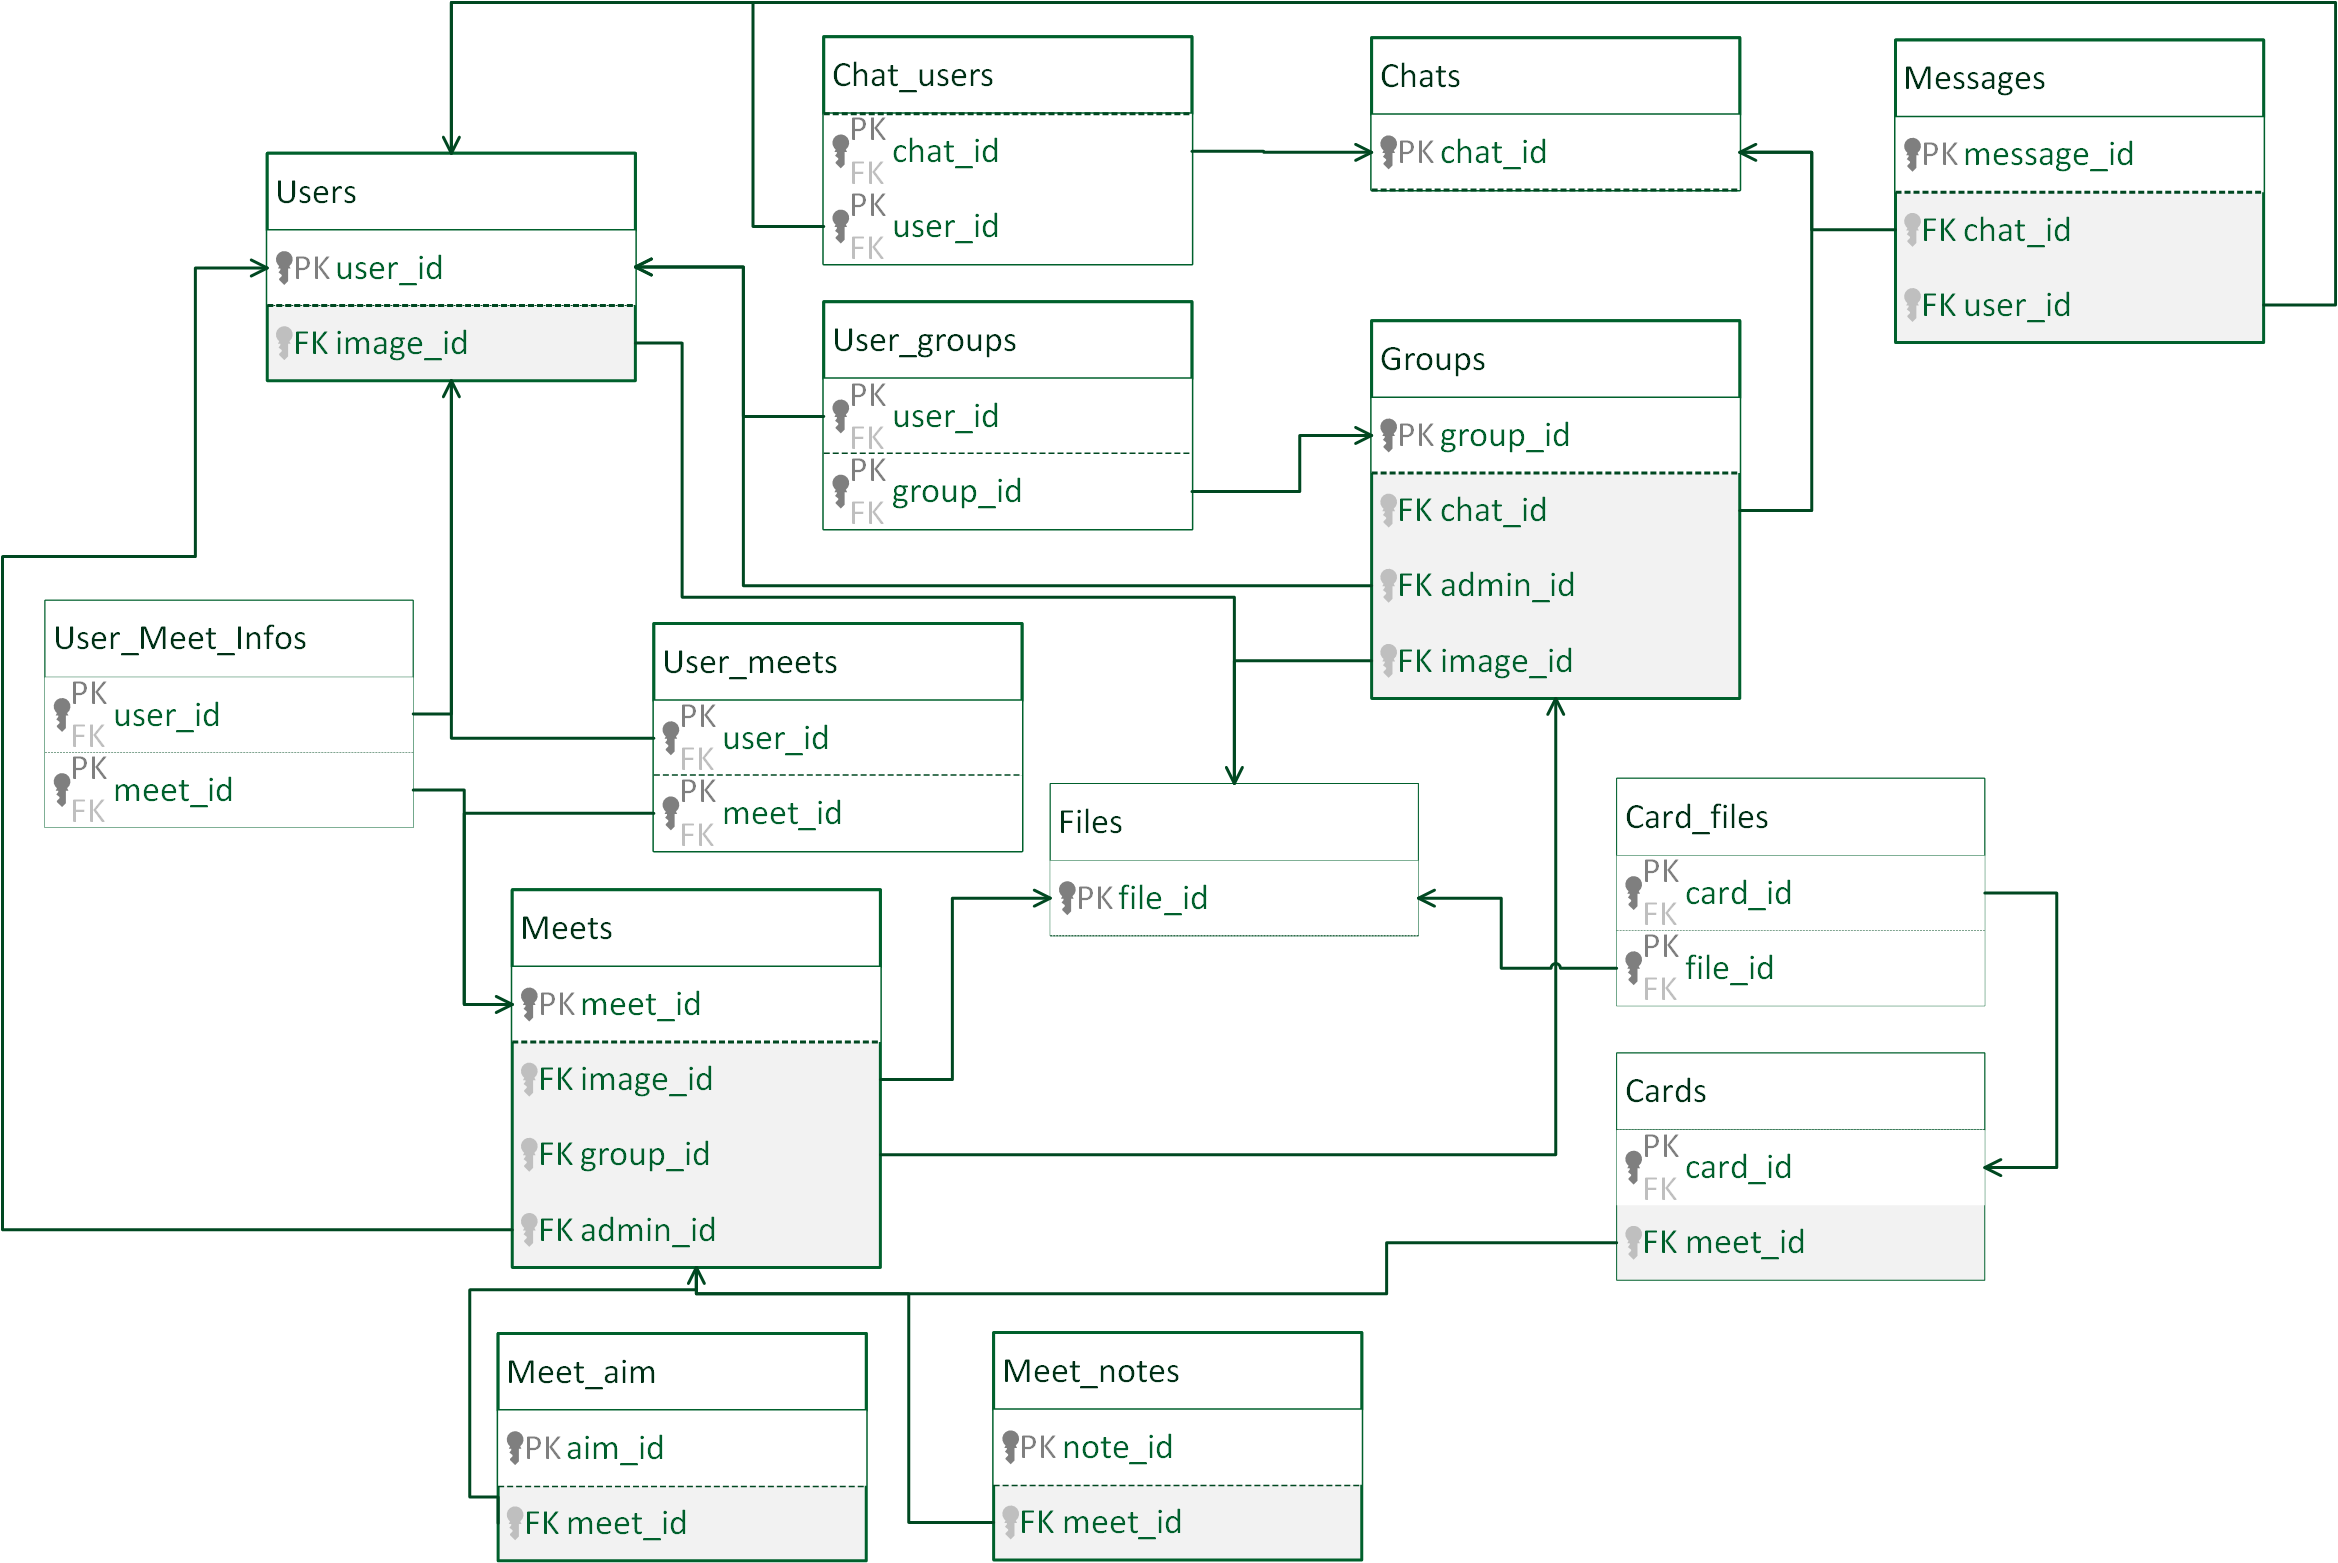 Chat_users
PK
FK chat_id
PK
FK user_id
Chats
PK chat_id
Messages
PK message_id
FK chat_id
FK user_id
Users
PK user_id
FK image_id
User_groups
PK
FK user_id
PK
FK group_id
Groups
PK group_id
FK chat_id
FK admin_id
FK image_id
User_Meet_Infos
PK
FK user_id
PK
FK meet_id
User_meets
PK
FK user_id
PK
FK meet_id
Files
PK file_id
Card_files
PK
FK card_id
PK
FK file_id
Meets
PK meet_id
FK image_id
FK group_id
FK admin_id
Cards
PK
FK card_id
FK meet_id
Meet_aim
PK aim_id
FK meet_id
Meet_notes
PK note_id
FK meet_id